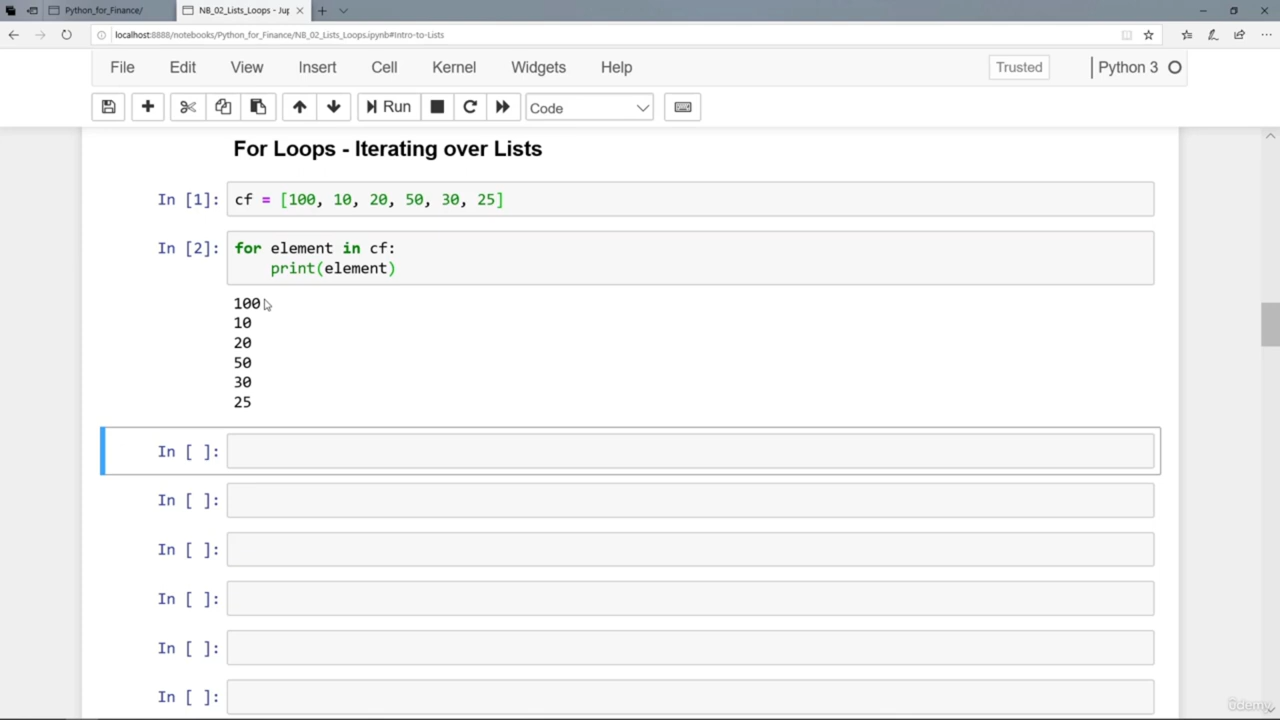 Python_for_Finance/
NB_02_Lists_Loops - Jup
localhost:8888/notebooks/Python_for_Finance/NB_02_Lists_Loops.ipynb#Intro-to-Lists
File Edit View Insert Cell Kernel Widgets Help Trusted Python 3
Run Code
For Loops - Iterating over Lists
In [1]: cf = [100, 10, 20, 50, 30, 25]
In [2]: for element in cf:
print(element)
100
10
20
50
30
25
In [ ]:
In [ ]:
In [ ]:
In [ ]:
In [ ]:
In [ ]:
ûdemy